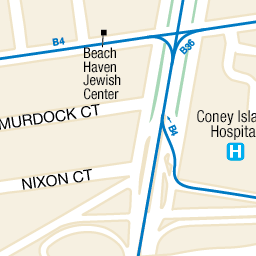 B4
Beach
Haven
Jewish
Center
B36
MURDOCK CT
B4
Coney Isla
Hospita
H
NIXON CT